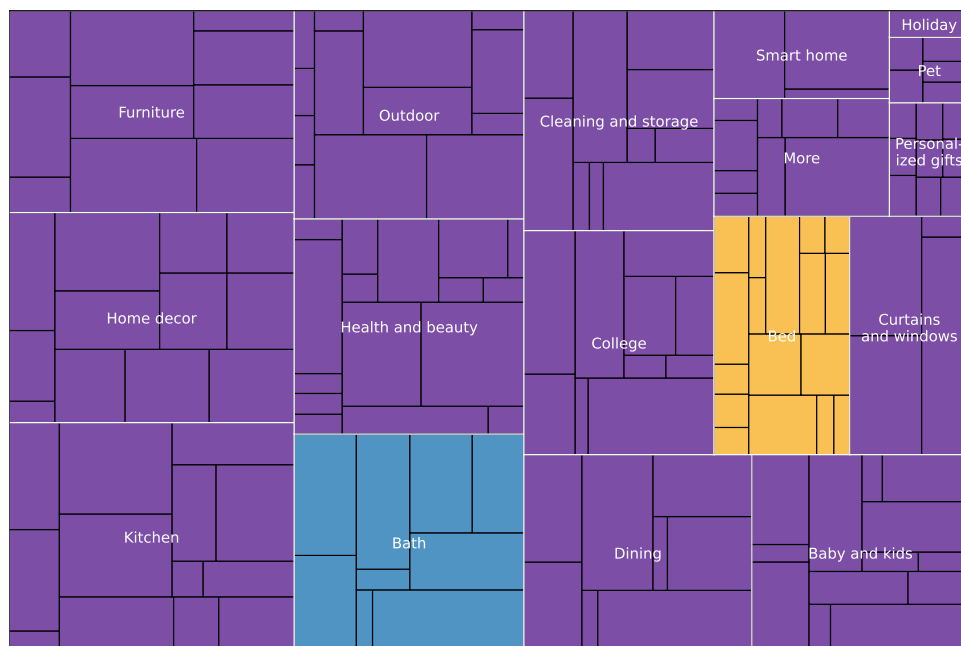 Furniture
Outdoor
Cleaning and storage
Smart home
Holiday
Pet
More
Personal-
ized gifts
Home decor
Health and beauty
College
Bed
Curtains
and windows
Kitchen
Bath
Dining
Baby and kids